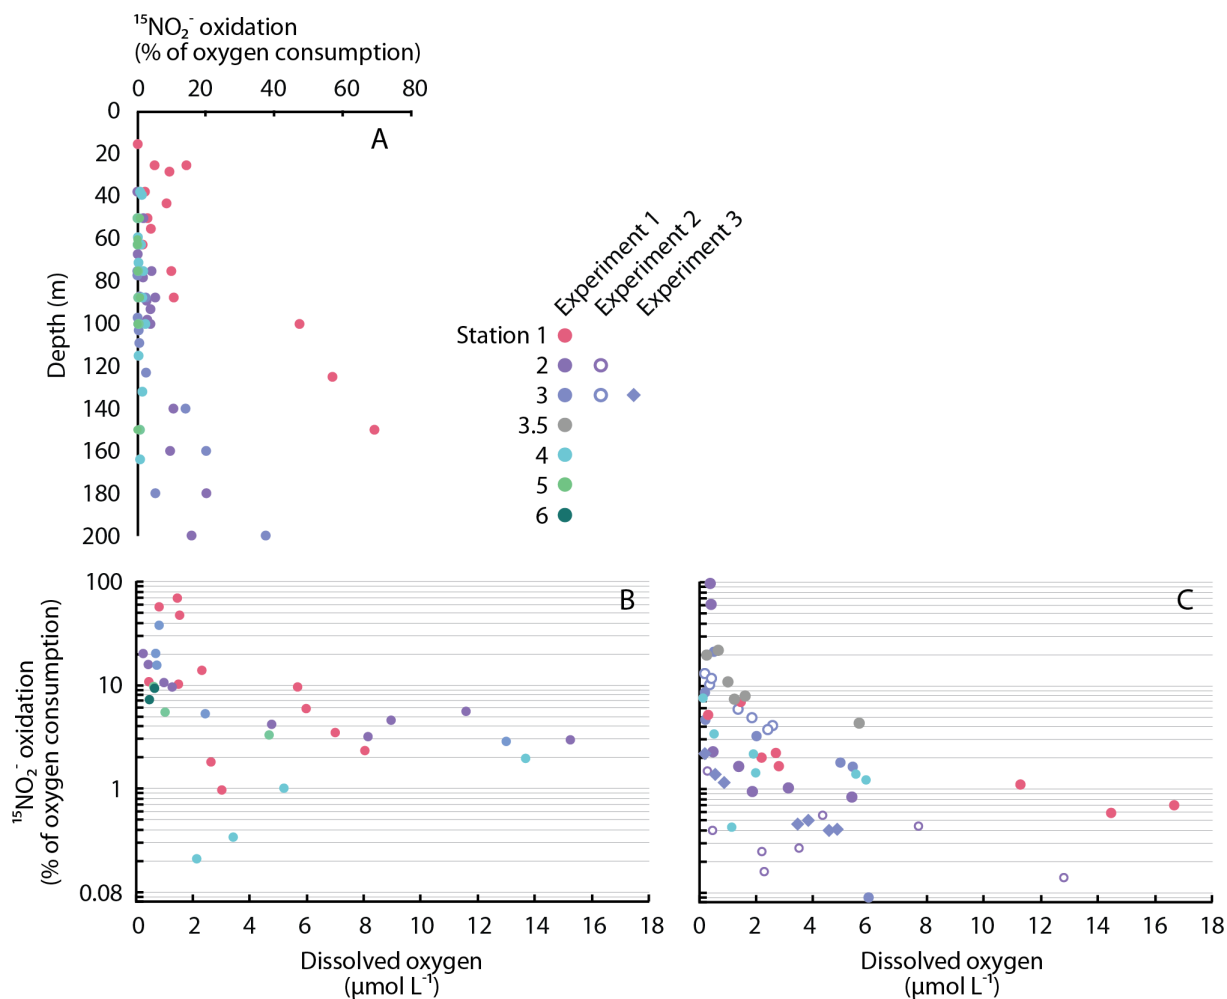 ¹⁵NO₂⁻ oxidation
(% of oxygen consumption)
0 20 40 60 80
A
0
20
40
60
80
100
120
140
160
180
200
Depth (m)
Experiment 1
Experiment 2
Experiment 3
Station 1
2
3
3.5
4
5
6
B
100
10
1
0.08
¹⁵NO₂⁻ oxidation
(% of oxygen consumption)
0 2 4 6 8 10 12 14 16 18
Dissolved oxygen
(µmol L⁻¹)
C
0 2 4 6 8 10 12 14 16 18
Dissolved oxygen
(µmol L⁻¹)